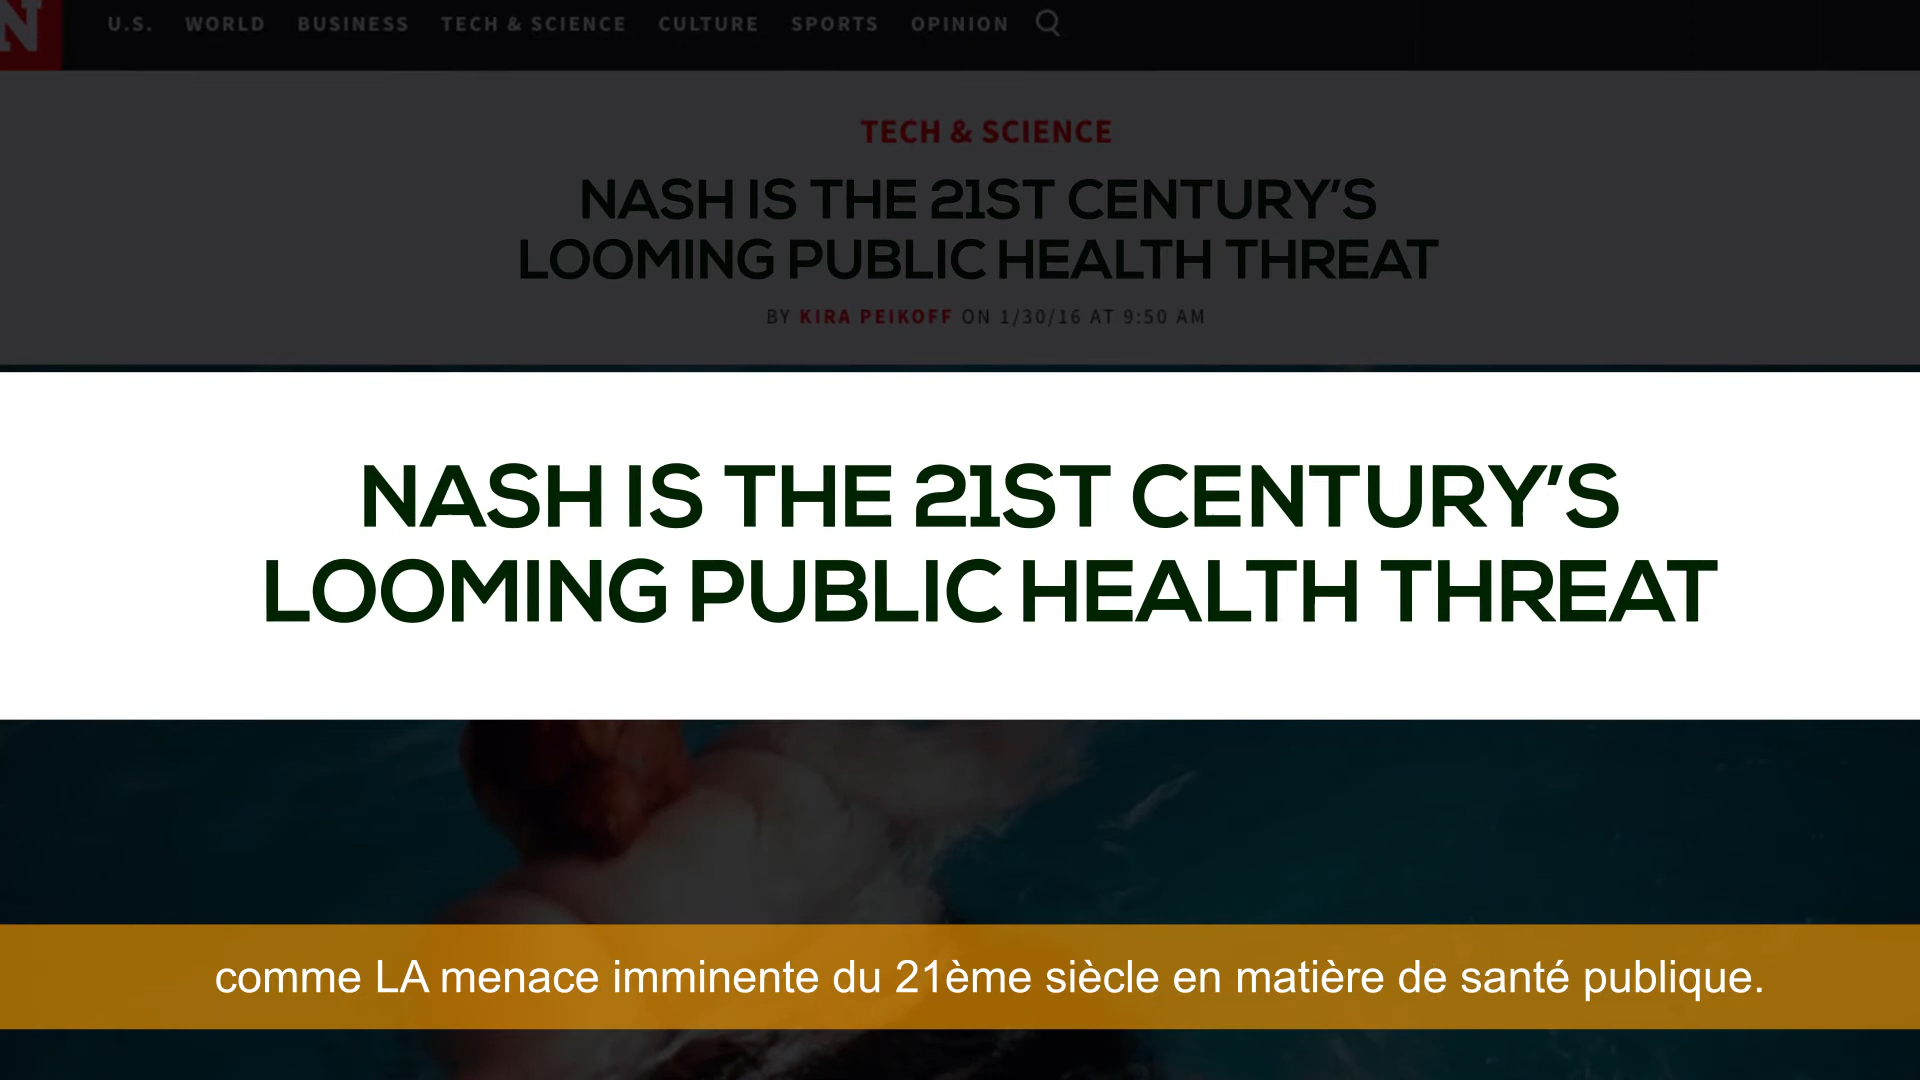 N
U.S. WORLD BUSINESS TECH & SCIENCE CULTURE SPORTS OPINION
TECH & SCIENCE
NASH IS THE 21ST CENTURY'S
LOOMING PUBLIC HEALTH THREAT
BY KIRA PEIKOFF ON 1/30/16 AT 9:50 AM
NASH IS THE 21ST CENTURY'S
LOOMING PUBLIC HEALTH THREAT
comme LA menace imminente du 21ème siècle en matière de santé publique.